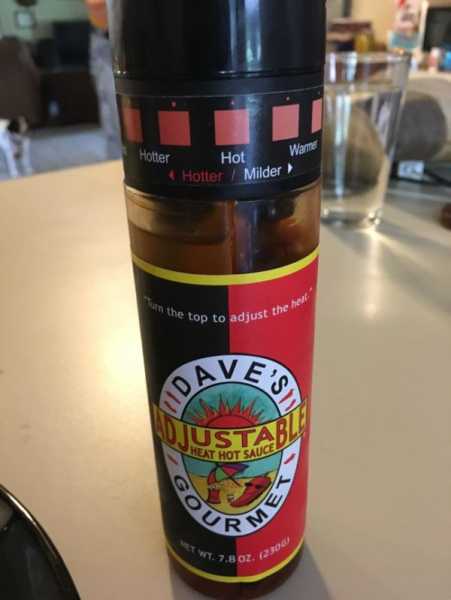 Hotter
Hot
Warmer
Hotter / Milder
"Turn the top to adjust the heat."
DAVE'S
ADJUSTABLE
HEAT HOT SAUCE
GOURMET
NET WT. 7.8 OZ. (230G)